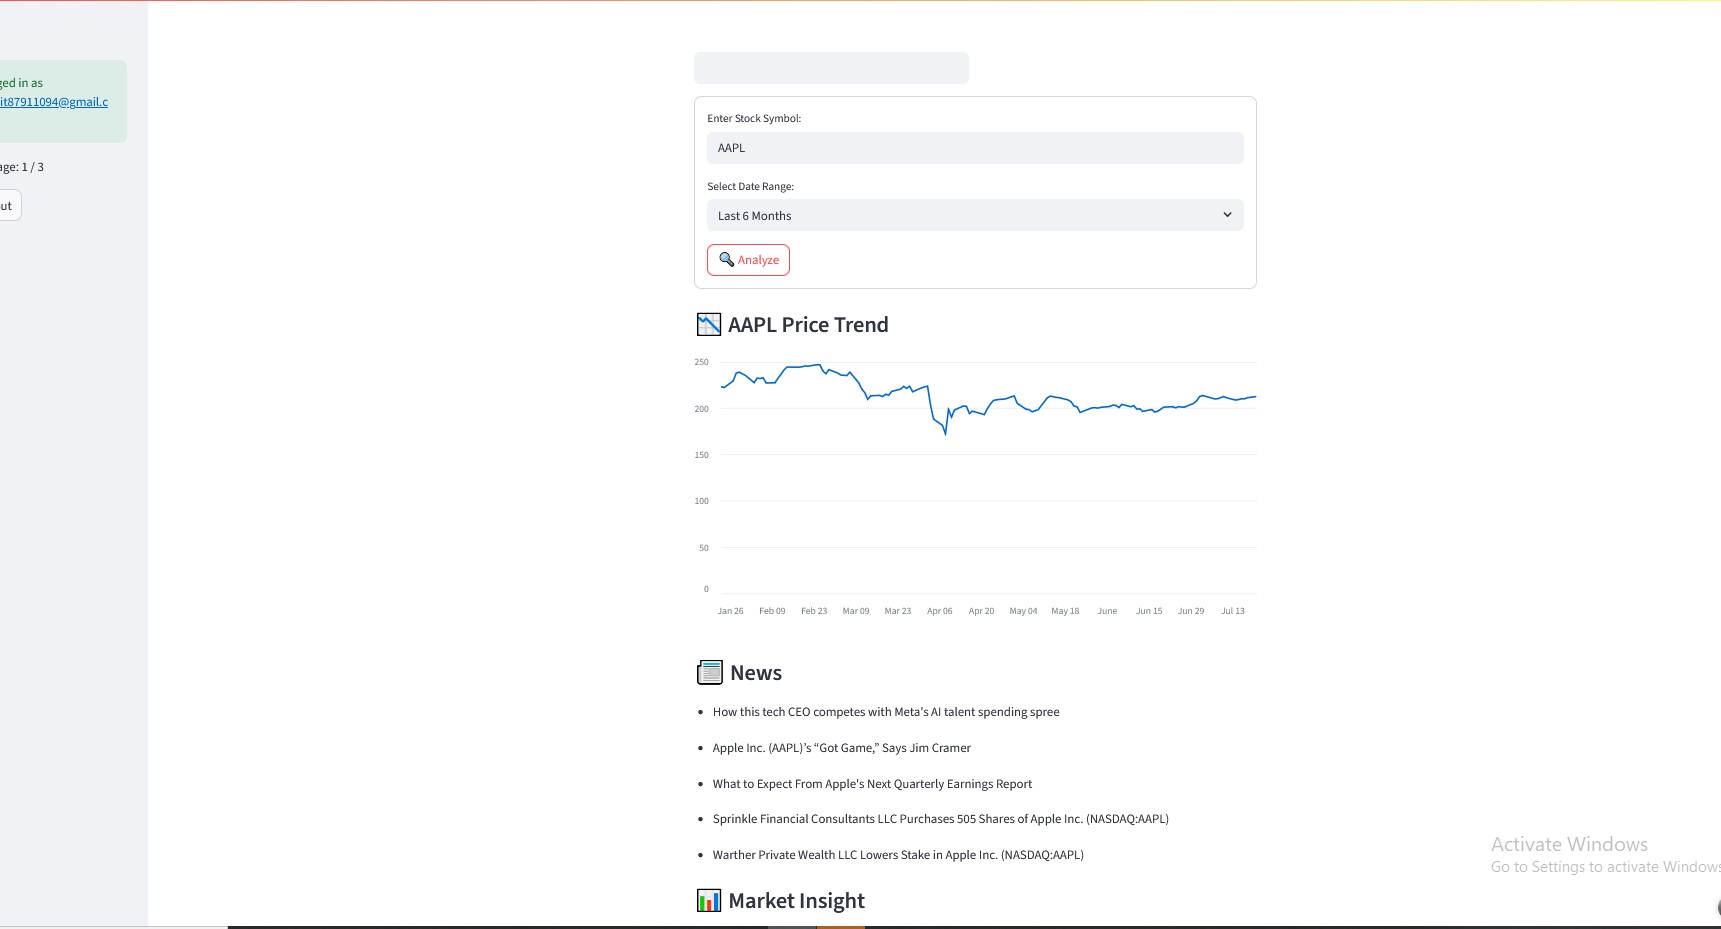 ged in as
it87911094@gmail.c
age: 1 / 3
ut
Enter Stock Symbol:
AAPL
Select Date Range:
Last 6 Months
🔍 Analyze
AAPL Price Trend
250
200
150
100
50
0
Jan 26 Feb 09 Feb 23 Mar 09 Mar 23 Apr 06 Apr 20 May 04 May 18 June Jun 15 Jun 29 Jul 13
News
How this tech CEO competes with Meta's AI talent spending spree
Apple Inc. (AAPL)’s “Got Game,” Says Jim Cramer
What to Expect From Apple's Next Quarterly Earnings Report
Sprinkle Financial Consultants LLC Purchases 505 Shares of Apple Inc. (NASDAQ:AAPL)
Warther Private Wealth LLC Lowers Stake in Apple Inc. (NASDAQ:AAPL)
Market Insight
Activate Windows
Go to Settings to activate Windows